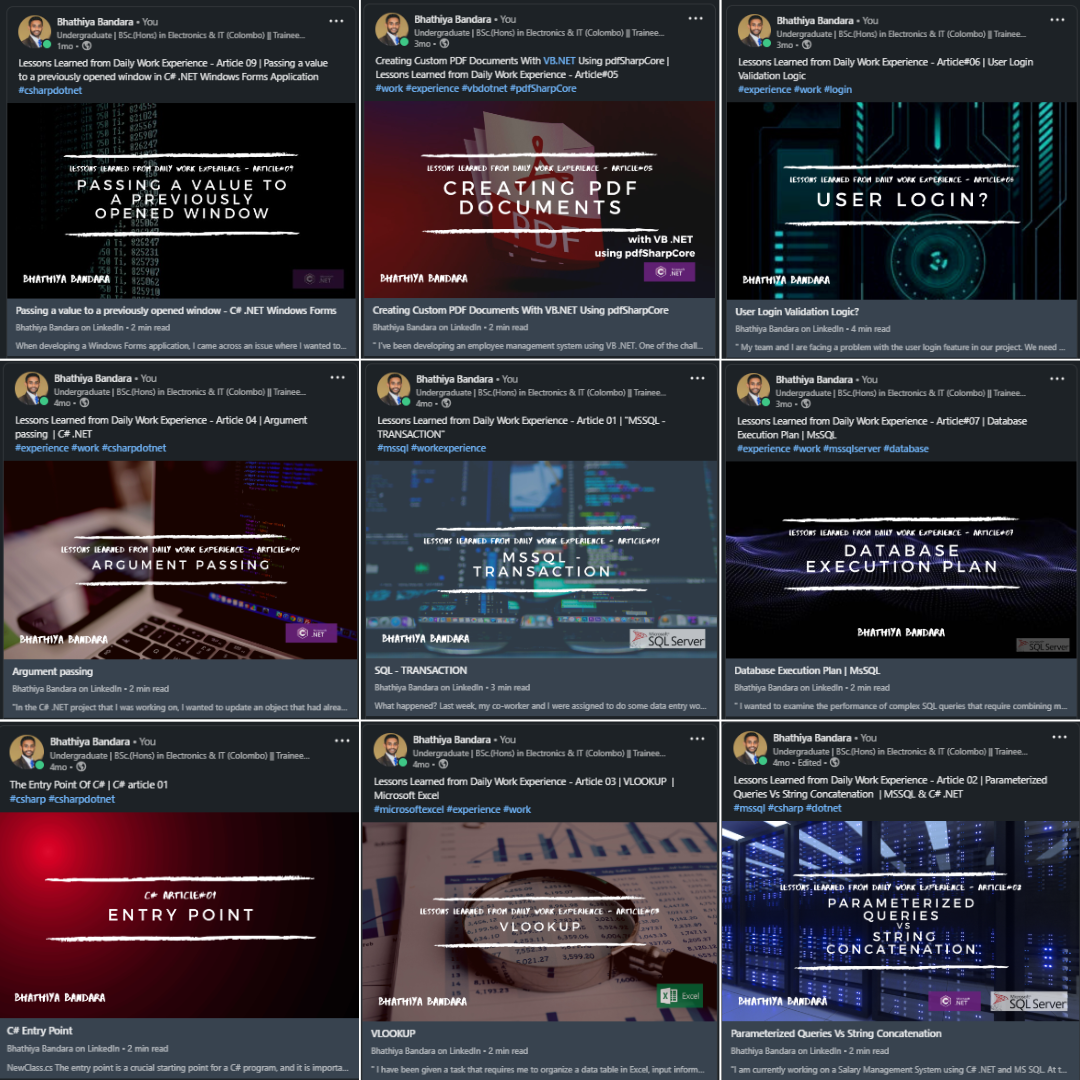 Bhathiya Bandara • You
Undergraduate | BSc.(Hons) in Electronics & IT (Colombo) || Trainee...
1mo •
Lessons Learned from Daily Work Experience - Article 09 | Passing a value
to a previously opened window in C# .NET Windows Forms Application
#csharpdotnet
LESSONS LEARNED FROM DAILY WORK EXPERIENCE - ARTICLE#09
PASSING A VALUE TO
A PREVIOUSLY
OPENED WINDOW
BHATHIYA BANDARA
C .NET
Passing a value to a previously opened window - C# .NET Windows Forms
Bhathiya Bandara on LinkedIn • 2 min read
When developing a Windows Forms application, I came across an issue where I wanted to...
Bhathiya Bandara • You
Undergraduate | BSc.(Hons) in Electronics & IT (Colombo) || Trainee...
3mo •
Creating Custom PDF Documents With VB.NET Using pdfSharpCore |
Lessons Learned from Daily Work Experience - Article#05
#work #experience #vbdotnet #pdfSharpCore
LESSONS LEARNED FROM DAILY WORK EXPERIENCE - ARTICLE#05
CREATING PDF
DOCUMENTS
PDF
with VB .NET
using pdfSharpCore
BHATHIYA BANDARA
C .NET
Creating Custom PDF Documents With VB.NET Using pdfSharpCore
Bhathiya Bandara on LinkedIn • 2 min read
" I've been developing an employee management system using VB .NET. One of the chall...
Bhathiya Bandara • You
Undergraduate | BSc.(Hons) in Electronics & IT (Colombo) || Trainee...
3mo •
Lessons Learned from Daily Work Experience - Article#06 | User Login
Validation Logic
#experience #work #login
LESSONS LEARNED FROM DAILY WORK EXPERIENCE - ARTICLE#06
USER LOGIN?
BHATHIYA BANDARA
User Login Validation Logic?
Bhathiya Bandara on LinkedIn • 4 min read
" My team and I are facing a problem with the user login feature in our project. We need ...
Bhathiya Bandara • You
Undergraduate | BSc.(Hons) in Electronics & IT (Colombo) || Trainee...
4mo •
Lessons Learned from Daily Work Experience - Article 04 | Argument
passing | C# .NET
#experience #work #csharpdotnet
LESSONS LEARNED FROM DAILY WORK EXPERIENCE - ARTICLE#04
ARGUMENT PASSING
BHATHIYA BANDARA
C .NET
Argument passing
Bhathiya Bandara on LinkedIn • 2 min read
"In the C# .NET project that I was working on, I wanted to update an object that had alrea...
Bhathiya Bandara • You
Undergraduate | BSc.(Hons) in Electronics & IT (Colombo) || Trainee...
4mo •
Lessons Learned from Daily Work Experience - Article 01 | "MSSQL -
TRANSACTION"
#mssql #workexperience
LESSONS LEARNED FROM DAILY WORK EXPERIENCE - ARTICLE#01
MSSQL -
TRANSACTION
BHATHIYA BANDARA
Microsoft SQL Server
SQL - TRANSACTION
Bhathiya Bandara on LinkedIn • 3 min read
What happened? Last week, my co-worker and I were assigned to do some data entry wo...
Bhathiya Bandara • You
Undergraduate | BSc.(Hons) in Electronics & IT (Colombo) || Trainee...
3mo •
Lessons Learned from Daily Work Experience - Article#07 | Database
Execution Plan | MsSQL
#experience #work #mssqlserver #database
LESSONS LEARNED FROM DAILY WORK EXPERIENCE - ARTICLE#07
DATABASE
EXECUTION PLAN
BHATHIYA BANDARA
SQL Server
Database Execution Plan | MsSQL
Bhathiya Bandara on LinkedIn • 2 min read
" I wanted to examine the performance of complex SQL queries that require combining m...
Bhathiya Bandara • You
Undergraduate | BSc.(Hons) in Electronics & IT (Colombo) || Trainee...
4mo •
The Entry Point Of C# | C# article 01
#csharp #csharpdotnet
C# ARTICLE#01
ENTRY POINT
BHATHIYA BANDARA
C# Entry Point
Bhathiya Bandara on LinkedIn • 2 min read
NewClass.cs The entry point is a crucial starting point for a C# program, and it is importa...
Bhathiya Bandara • You
Undergraduate | BSc.(Hons) in Electronics & IT (Colombo) || Trainee...
4mo •
Lessons Learned from Daily Work Experience - Article 03 | VLOOKUP |
Microsoft Excel
#microsoftexcel #experience #work
LESSONS LEARNED FROM DAILY WORK EXPERIENCE - ARTICLE#03
VLOOKUP
BHATHIYA BANDARA
Excel
VLOOKUP
Bhathiya Bandara on LinkedIn • 2 min read
" I have been given a task that requires me to organize a data table in Excel, input inform...
Bhathiya Bandara • You
Undergraduate | BSc.(Hons) in Electronics & IT (Colombo) || Trainee...
4mo • Edited •
Lessons Learned from Daily Work Experience - Article 02 | Parameterized
Queries Vs String Concatenation | MSSQL & C# .NET
#mssql #csharp #dotnet
LESSONS LEARNED FROM DAILY WORK EXPERIENCE - ARTICLE#02
PARAMETERIZED
QUERIES
VS
STRING
CONCATENATION
BHATHIYA BANDARA
C .NET
Microsoft SQL Server
Parameterized Queries Vs String Concatenation
Bhathiya Bandara on LinkedIn • 2 min read
"I am currently working on a Salary Management System using C# .NET and MS SQL. At t...